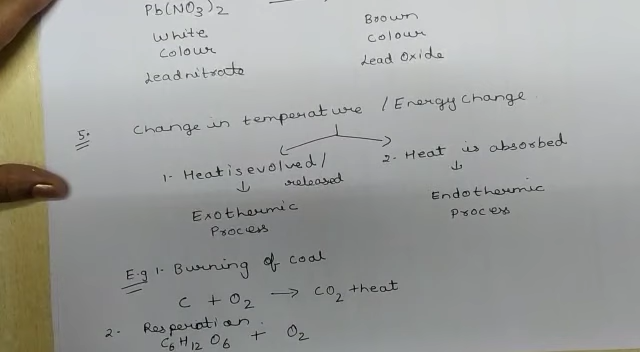 Pb(NO3)2
White
Colour
Lead nitrate
Brown
Colour
Lead Oxide
5. Change in temperature / Energy change.
1- Heat is evolved/
released
↓
Exothermic
Process
2- Heat is absorbed
↓
Endothermic
Process
E.g 1- Burning of coal
C + O2 → CO2 + heat
2- Resperation.
C6H12O6 + O2